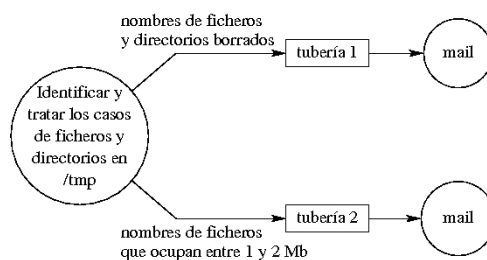 nombres de ficheros
y directorios borrados
tubería 1
mail
Identificar y
tratar los casos
de ficheros y
directorios en
/tmp
tubería 2
mail
nombres de ficheros
que ocupan entre 1 y 2 Mb